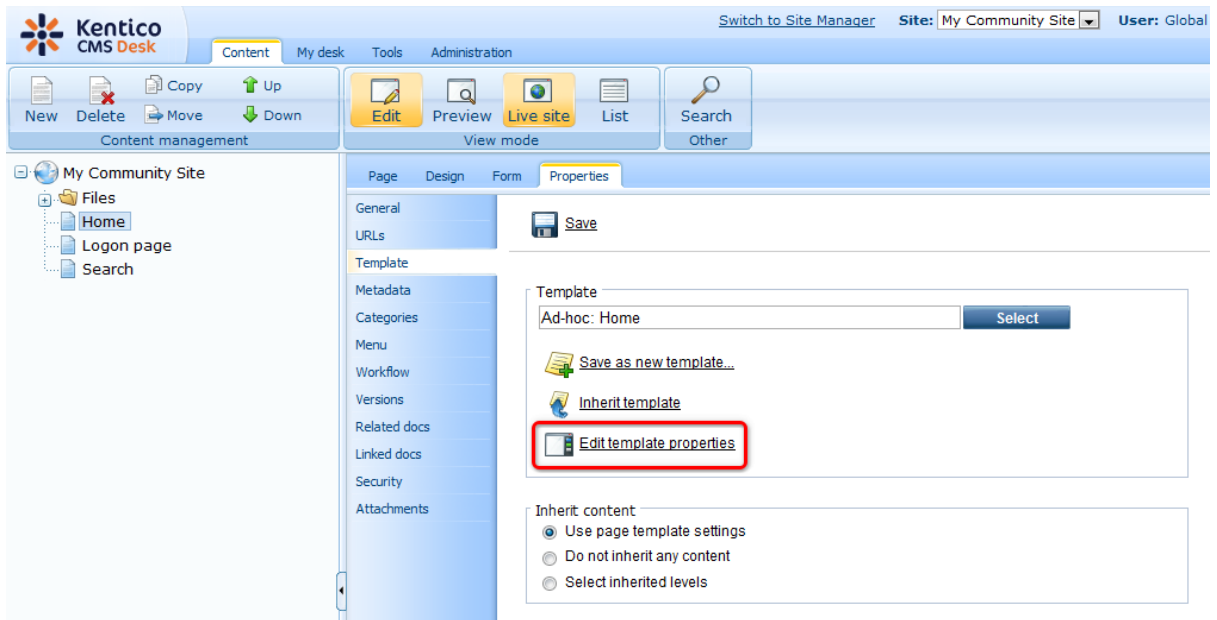 Kentico
CMS Desk
Switch to Site Manager Site: My Community Site User: Global
Content My desk Tools Administration
New Delete Copy Move Up Down
Content management
Edit Preview Live site List
View mode
Search
Other
My Community Site
Files
Home
Logon page
Search
Page Design Form Properties
General
URLs
Template
Metadata
Categories
Menu
Workflow
Versions
Related docs
Linked docs
Security
Attachments
Save
Template
Ad-hoc: Home Select
Save as new template...
Inherit template
Edit template properties
Inherit content
Use page template settings
Do not inherit any content
Select inherited levels